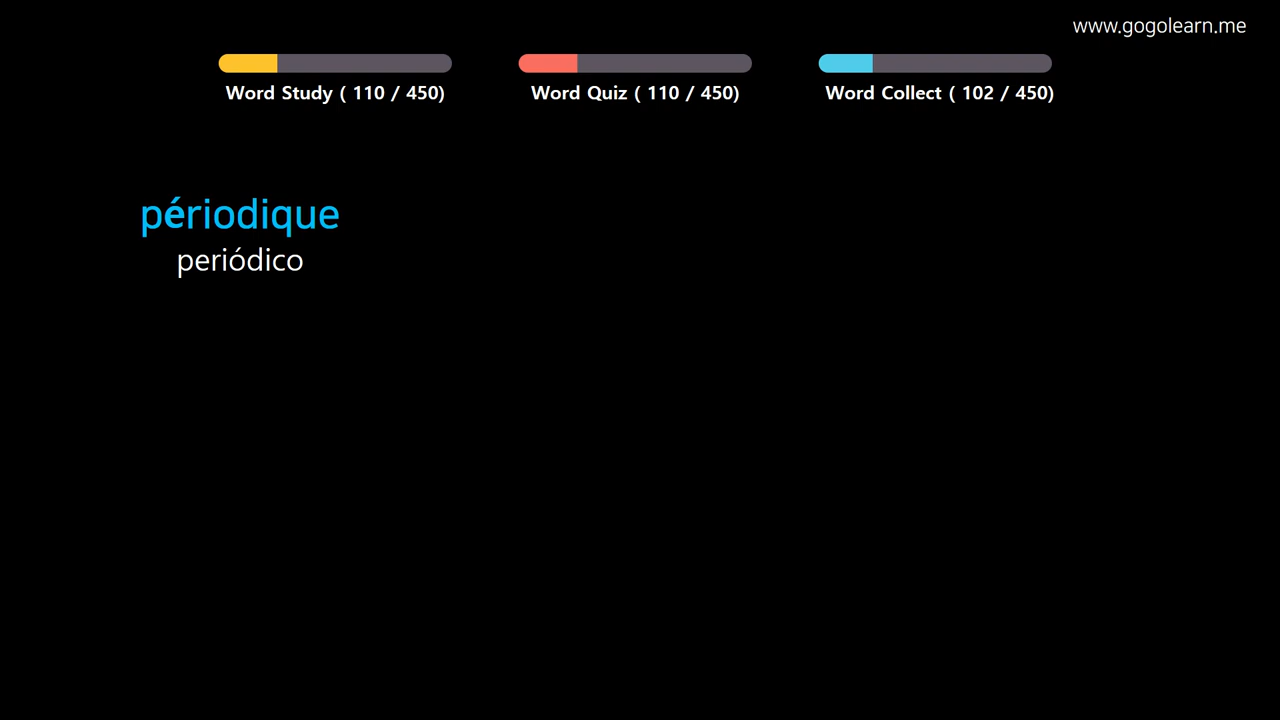 www.gogolearn.me
Word Study ( 110 / 450)
Word Quiz ( 110 / 450)
Word Collect ( 102 / 450)
périodique
periódico